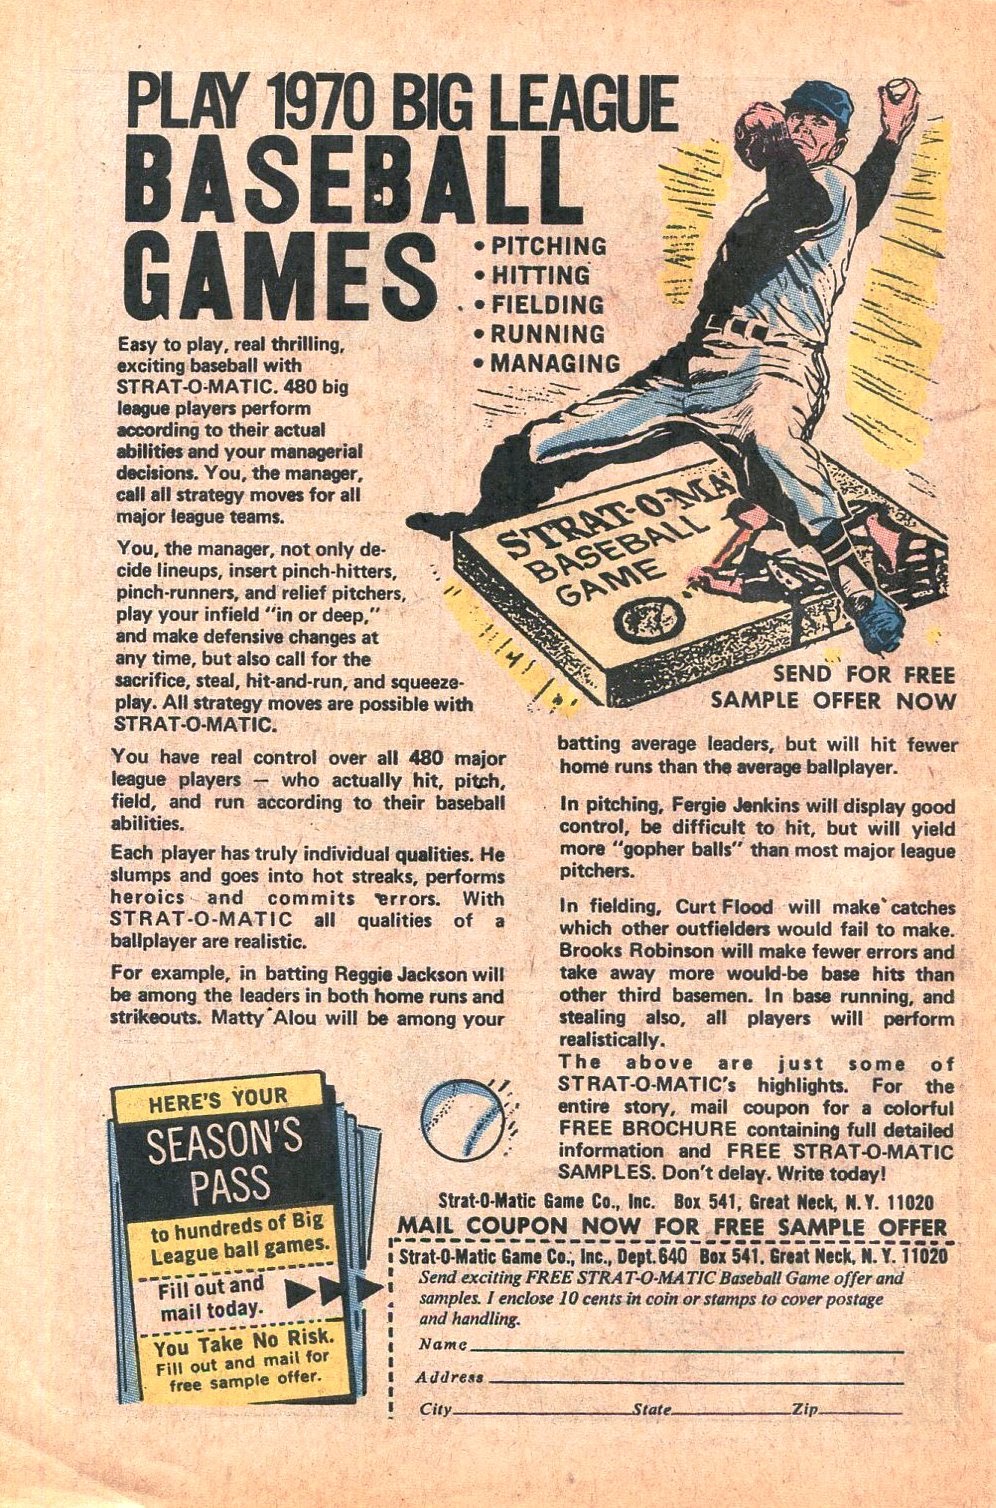 PLAY 1970 BIG LEAGUE
BASEBALL
GAMES
• PITCHING
• HITTING
• FIELDING
• RUNNING
• MANAGING
Easy to play, real thrilling,
exciting baseball with
STRAT-O-MATIC. 480 big
league players perform
according to their actual
abilities and your managerial
decisions. You, the manager,
call all strategy moves for all
major league teams.
You, the manager, not only de-
cide lineups, insert pinch-hitters,
pinch-runners, and relief pitchers,
play your infield "in or deep,"
and make defensive changes at
any time, but also call for the
sacrifice, steal, hit-and-run, and squeeze-
play. All strategy moves are possible with
STRAT-O-MATIC.
STRAT-O-MA
BASEBALL
GAME
SEND FOR FREE
SAMPLE OFFER NOW
You have real control over all 480 major
league players — who actually hit, pitch,
field, and run according to their baseball
abilities.
Each player has truly individual qualities. He
slumps and goes into hot streaks, performs
heroics and commits errors. With
STRAT-O-MATIC all qualities of a
ballplayer are realistic.
For example, in batting Reggie Jackson will
be among the leaders in both home runs and
strikeouts. Matty Alou will be among your
batting average leaders, but will hit fewer
home runs than the average ballplayer.
In pitching, Fergie Jenkins will display good
control, be difficult to hit, but will yield
more "gopher balls" than most major league
pitchers.
In fielding, Curt Flood will make catches
which other outfielders would fail to make.
Brooks Robinson will make fewer errors and
take away more would-be base hits than
other third basemen. In base running, and
stealing also, all players will perform
realistically.
The above are just some of
STRAT-O-MATIC's highlights. For the
entire story, mail coupon for a colorful
FREE BROCHURE containing full detailed
information and FREE STRAT-O-MATIC
SAMPLES. Don't delay. Write today!
Strat-O-Matic Game Co., Inc. Box 541, Great Neck, N.Y. 11020
MAIL COUPON NOW FOR FREE SAMPLE OFFER
HERE'S YOUR
SEASON'S
PASS
to hundreds of Big
League ball games.
Fill out and
mail today.
You Take No Risk.
Fill out and mail for
free sample offer.
Strat-O-Matic Game Co., Inc., Dept. 640 Box 541, Great Neck, N.Y. 11020
Send exciting FREE STRAT-O-MATIC Baseball Game offer and
samples. I enclose 10 cents in coin or stamps to cover postage
and handling.
Name
Address
City State Zip